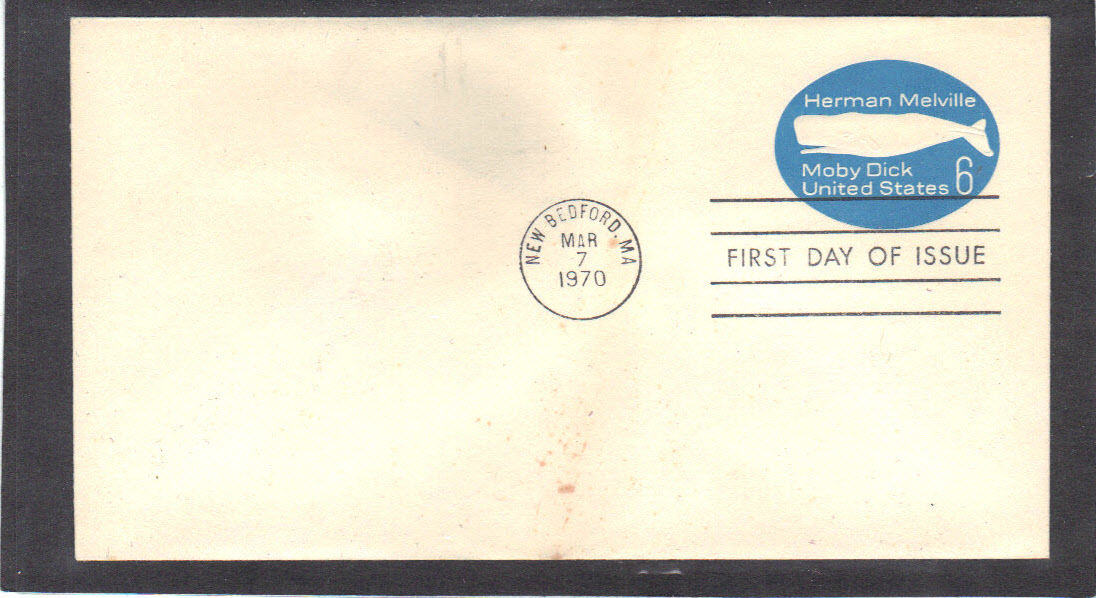 Herman Melville
Moby Dick
United States 6
NEW BEDFORD, MA
MAR
7
1970
FIRST DAY OF ISSUE